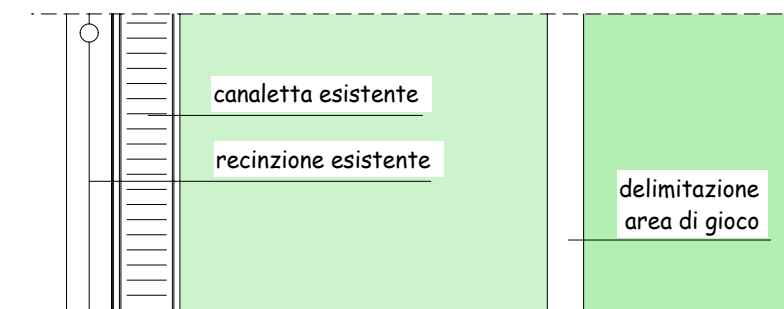 canaletta esistente
recinzione esistente
delimitazione
area di gioco